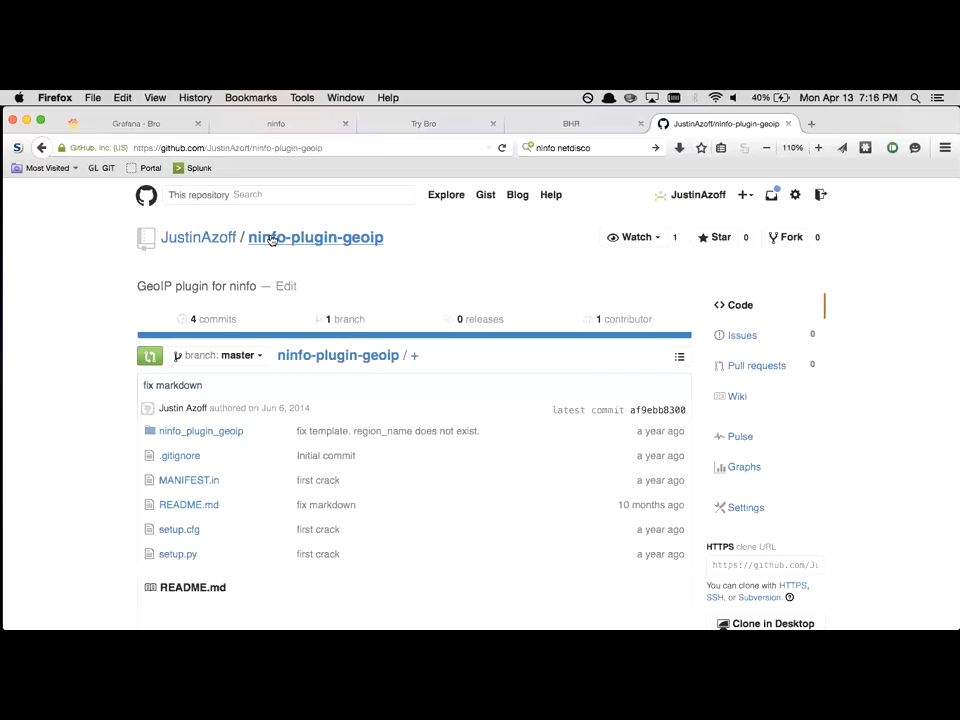 Firefox File Edit View History Bookmarks Tools Window Help 40% Mon Apr 13 7:16 PM
Grafana - Bro
ninfo
Try Bro
BHR
JustinAzoff/ninfo-plugin-geoip
GitHub, Inc. (US) https://github.com/JustinAzoff/ninfo-plugin-geoip
ninfo netdisco
110%
Most Visited GL GIT Portal Splunk
This repository Search
Explore Gist Blog Help
JustinAzoff
JustinAzoff / ninfo-plugin-geoip
Watch 1 Star 0 Fork 0
GeoIP plugin for ninfo — Edit
4 commits 1 branch 0 releases 1 contributor
branch: master ninfo-plugin-geoip / +
fix markdown
Justin Azoff authored on Jun 6, 2014 latest commit af9ebb8300
ninfo_plugin_geoip fix template. region_name does not exist. a year ago
.gitignore Initial commit a year ago
MANIFEST.in first crack a year ago
README.md fix markdown 10 months ago
setup.cfg first crack a year ago
setup.py first crack a year ago
README.md
Code
Issues 0
Pull requests 0
Wiki
Pulse
Graphs
Settings
HTTPS clone URL
https://github.com/Ju
You can clone with HTTPS,
SSH, or Subversion.
Clone in Desktop